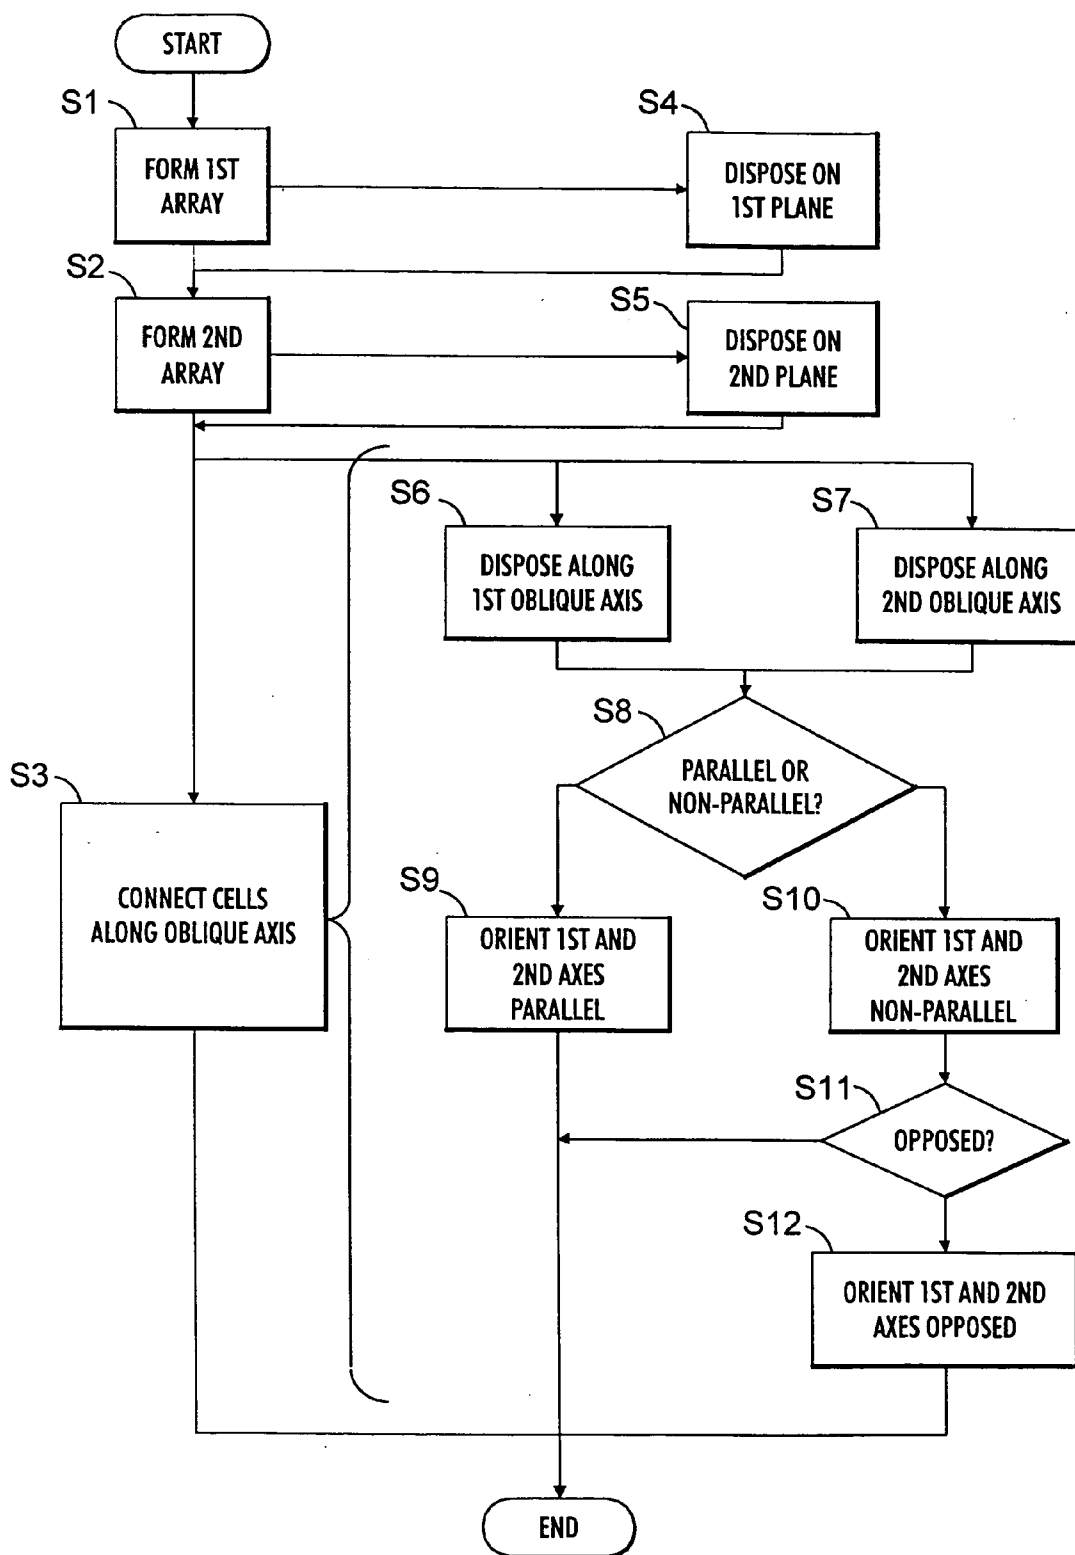 START
S1
FORM 1ST
ARRAY
S4
DISPOSE ON
1ST PLANE
S2
FORM 2ND
ARRAY
S5
DISPOSE ON
2ND PLANE
S6
DISPOSE ALONG
1ST OBLIQUE AXIS
S7
DISPOSE ALONG
2ND OBLIQUE AXIS
S8
PARALLEL OR
NON-PARALLEL?
S3
CONNECT CELLS
ALONG OBLIQUE AXIS
S9
ORIENT 1ST AND
2ND AXES
PARALLEL
S10
ORIENT 1ST AND
2ND AXES
NON-PARALLEL
S11
OPPOSED?
S12
ORIENT 1ST AND 2ND
AXES OPPOSED
END